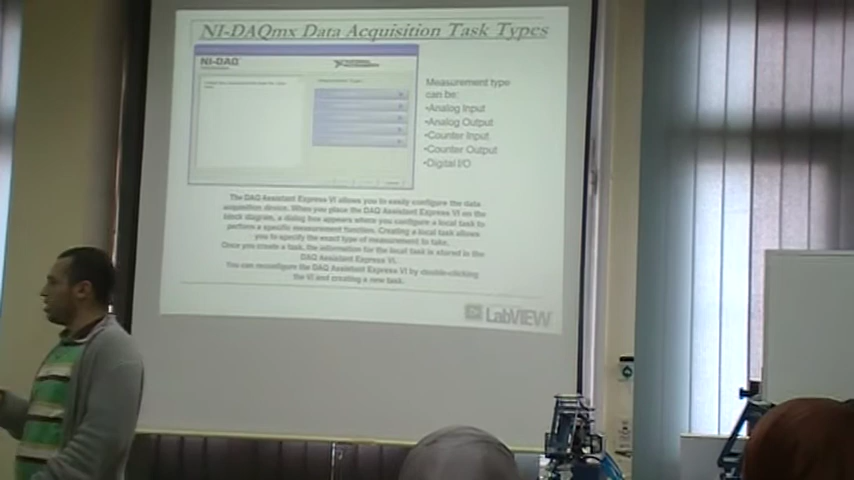 NI-DAQmx Data Acquisition Task Types
NI-DAQ
Measurement type
can be:
•Analog Input
•Analog Output
•Counter Input
•Counter Output
•Digital I/O
The DAQ Assistant Express VI allows you to easily configure the data
acquisition device. When you place the DAQ Assistant Express VI on the
block diagram, a dialog box appears where you configure a local task to
perform a specific measurement function. Creating a local task allows
you to specify the exact type of measurement to take.
Once you create a task, the information for the local task is stored in the
DAQ Assistant Express VI.
You can reconfigure the DAQ Assistant Express VI by double-clicking
the VI and creating a new task.
LabVIEW